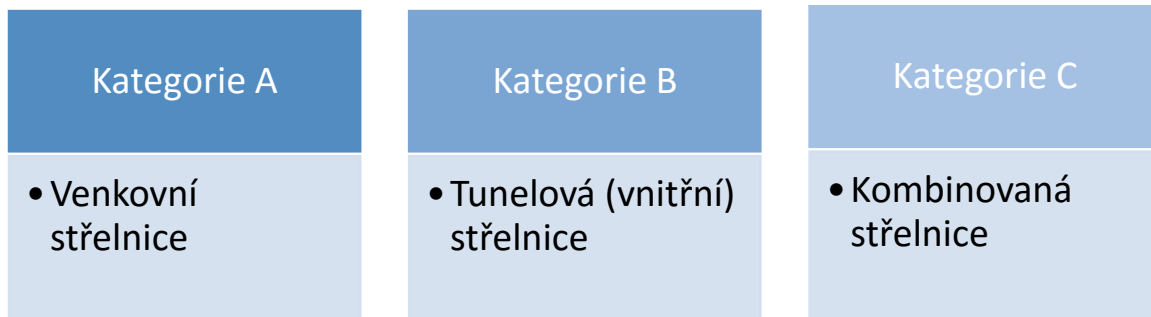 Kategorie A
• Venkovní
střelnice
Kategorie B
• Tunelová (vnitřní)
střelnice
Kategorie C
• Kombinovaná
střelnice